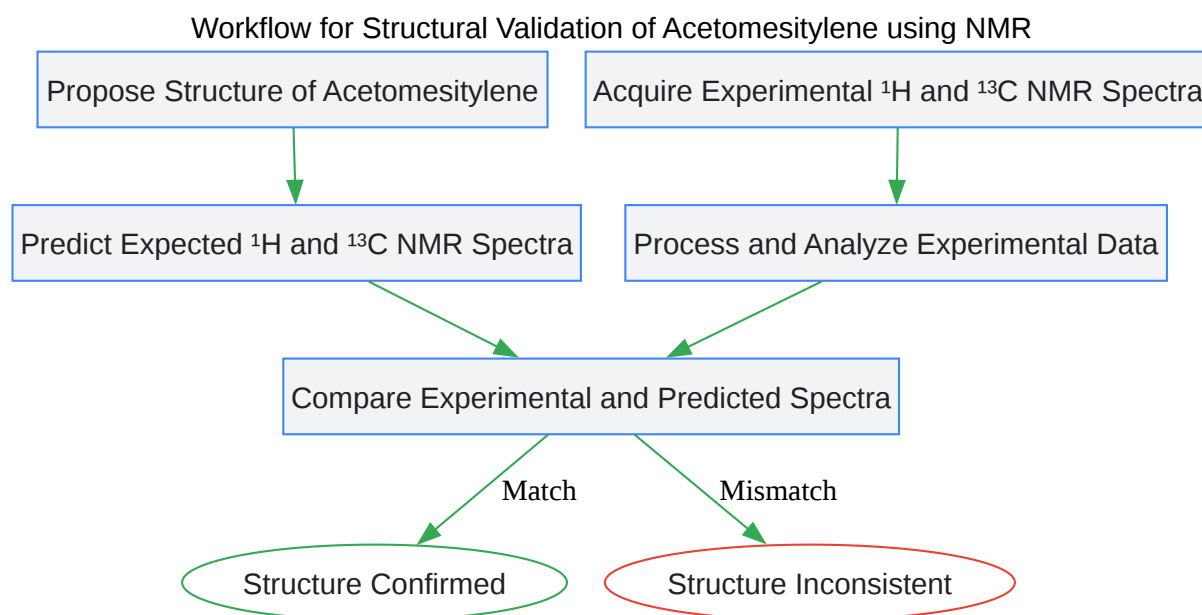 Workflow for Structural Validation of Acetomesitylene using NMR
Propose Structure of Acetomesitylene
Acquire Experimental ¹H and ¹³C NMR Spectra
Predict Expected ¹H and ¹³C NMR Spectra
Process and Analyze Experimental Data
Compare Experimental and Predicted Spectra
Match
Mismatch
Structure Confirmed
Structure Inconsistent